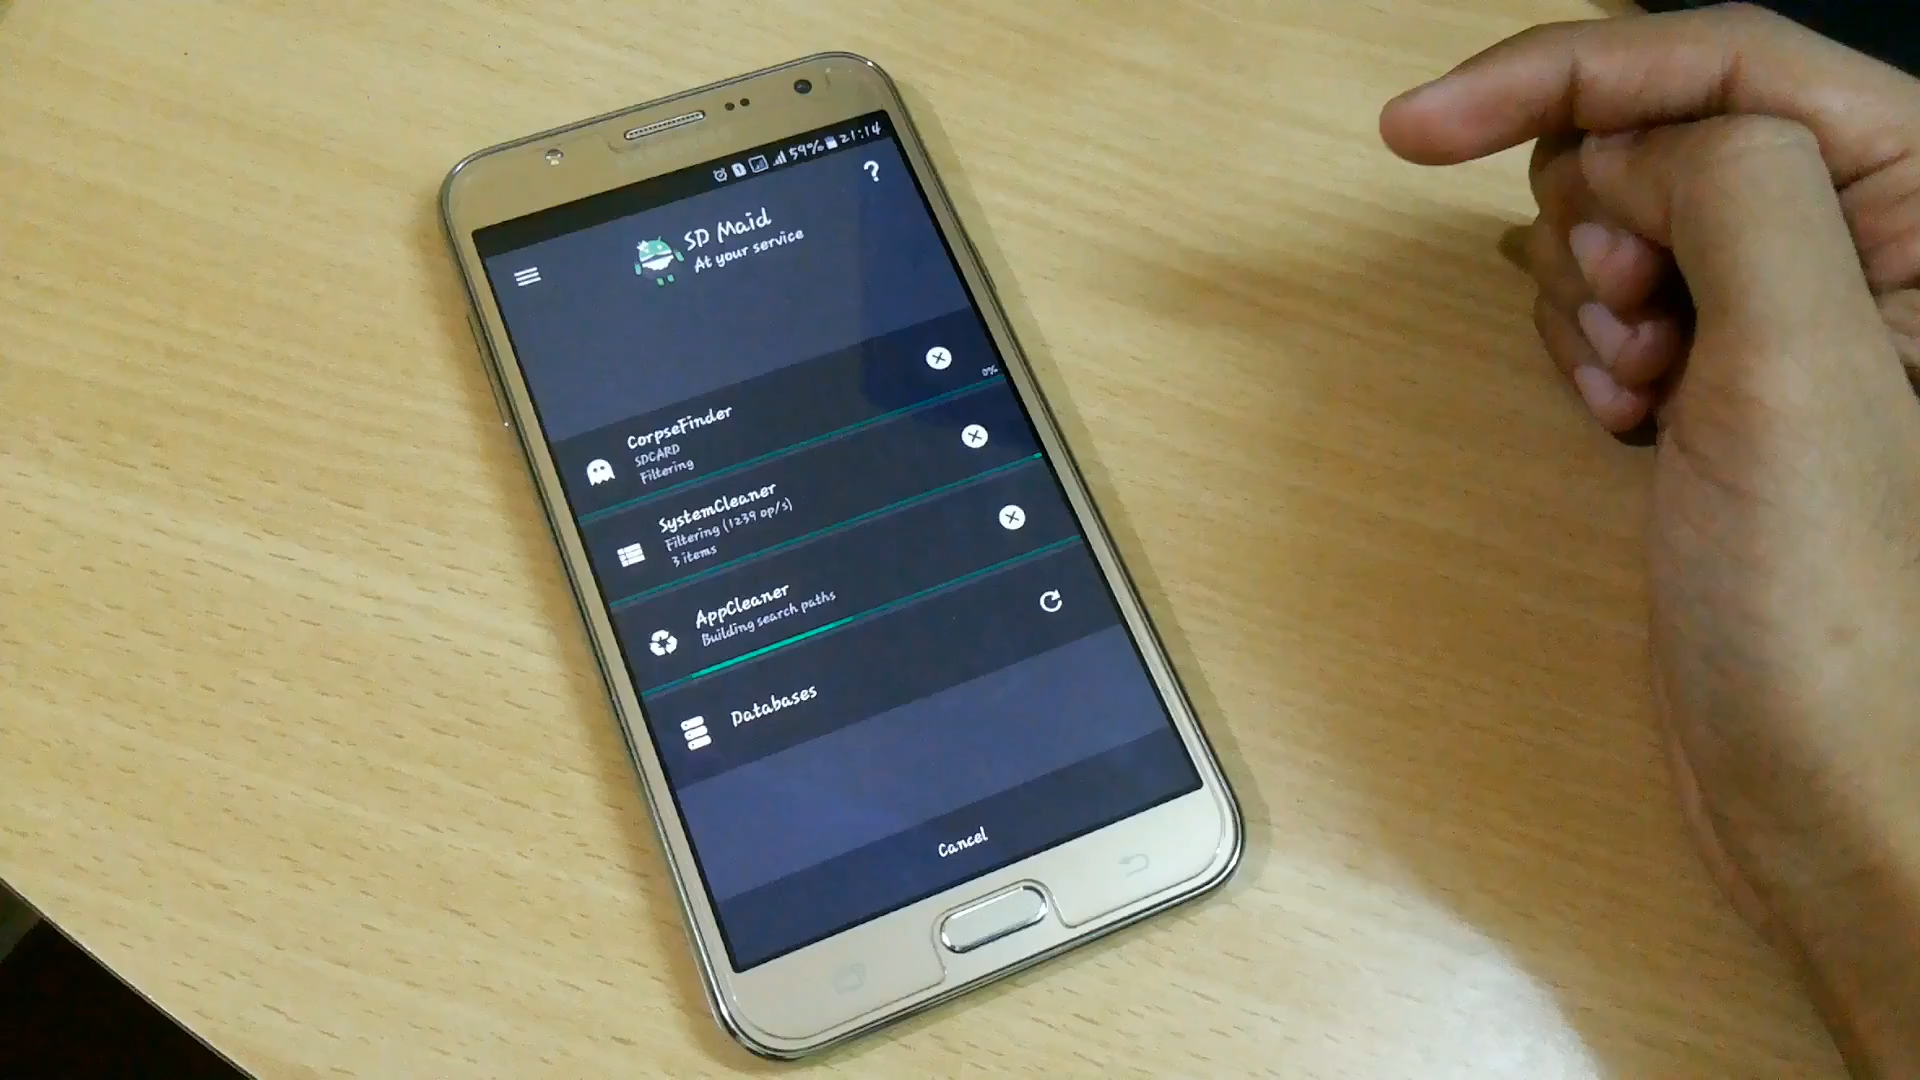 59% 21:14
?
SD Maid
At your service
0%
CorpseFinder
SDCARD
Filtering
SystemCleaner
Filtering (1239 op/s)
3 items
AppCleaner
Building search paths
Databases
Cancel